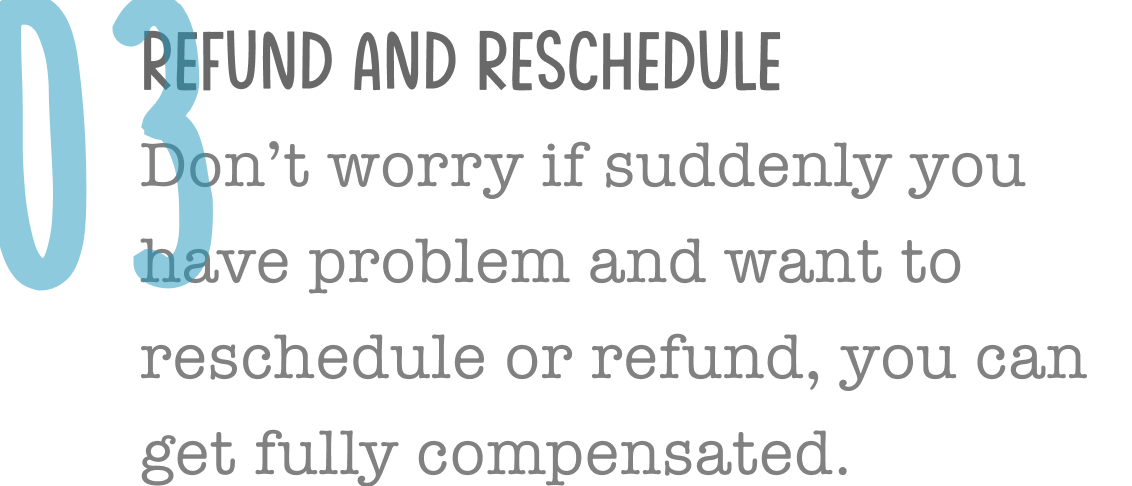 03
REFUND AND RESCHEDULE
Don't worry if suddenly you
have problem and want to
reschedule or refund, you can
get fully compensated.